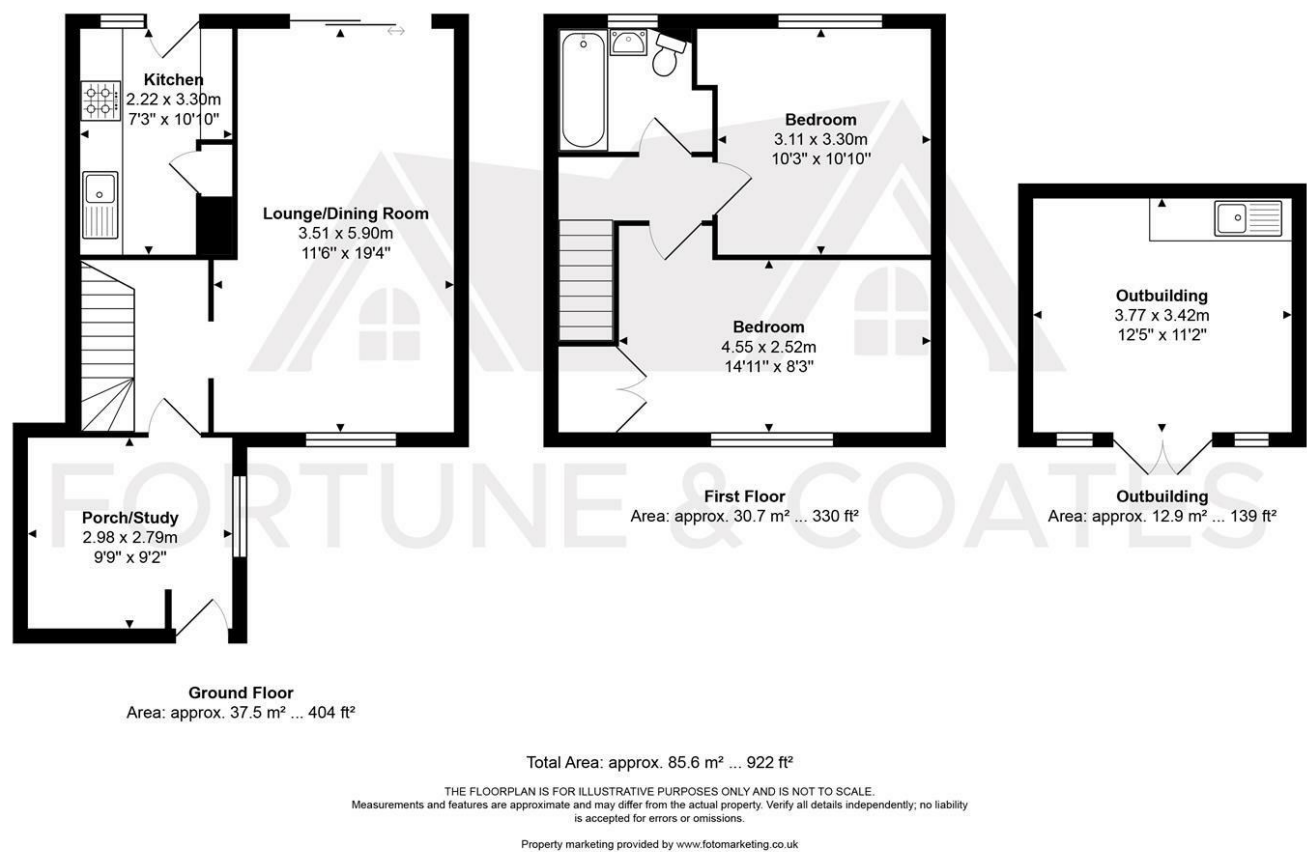 Kitchen
2.22 x 3.30m
7'3" x 10'10"
Lounge/Dining Room
3.51 x 5.90m
11'6" x 19'4"
Porch/Study
2.98 x 2.79m
9'9" x 9'2"
Ground Floor
Area: approx. 37.5 m² ... 404 ft²
Bedroom
3.11 x 3.30m
10'3" x 10'10"
Bedroom
4.55 x 2.52m
14'11" x 8'3"
First Floor
Area: approx. 30.7 m² ... 330 ft²
Outbuilding
3.77 x 3.42m
12'5" x 11'2"
Outbuilding
Area: approx. 12.9 m² ... 139 ft²
FORTUNE & COATES
Total Area: approx. 85.6 m² ... 922 ft²
THE FLOORPLAN IS FOR ILLUSTRATIVE PURPOSES ONLY AND IS NOT TO SCALE.
Measurements and features are approximate and may differ from the actual property. Verify all details independently; no liability
is accepted for errors or omissions.
Property marketing provided by www.fotomarketing.co.uk